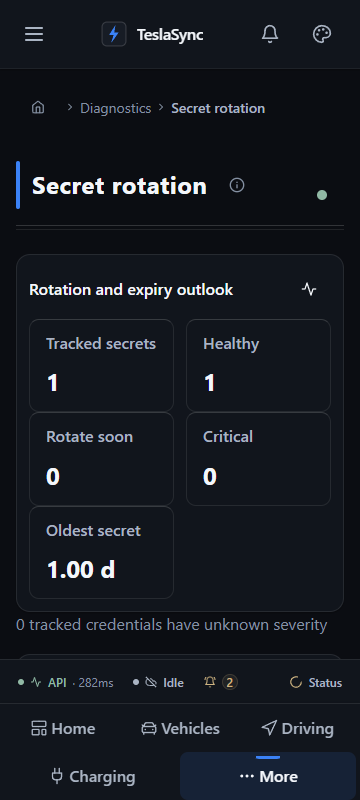 TeslaSync
Diagnostics > Secret rotation
Secret rotation
Rotation and expiry outlook
Tracked secrets
1
Healthy
1
Rotate soon
0
Critical
0
Oldest secret
1.00 d
0 tracked credentials have unknown severity
API · 282ms
Idle
2
Status
Home
Vehicles
Driving
Charging
More